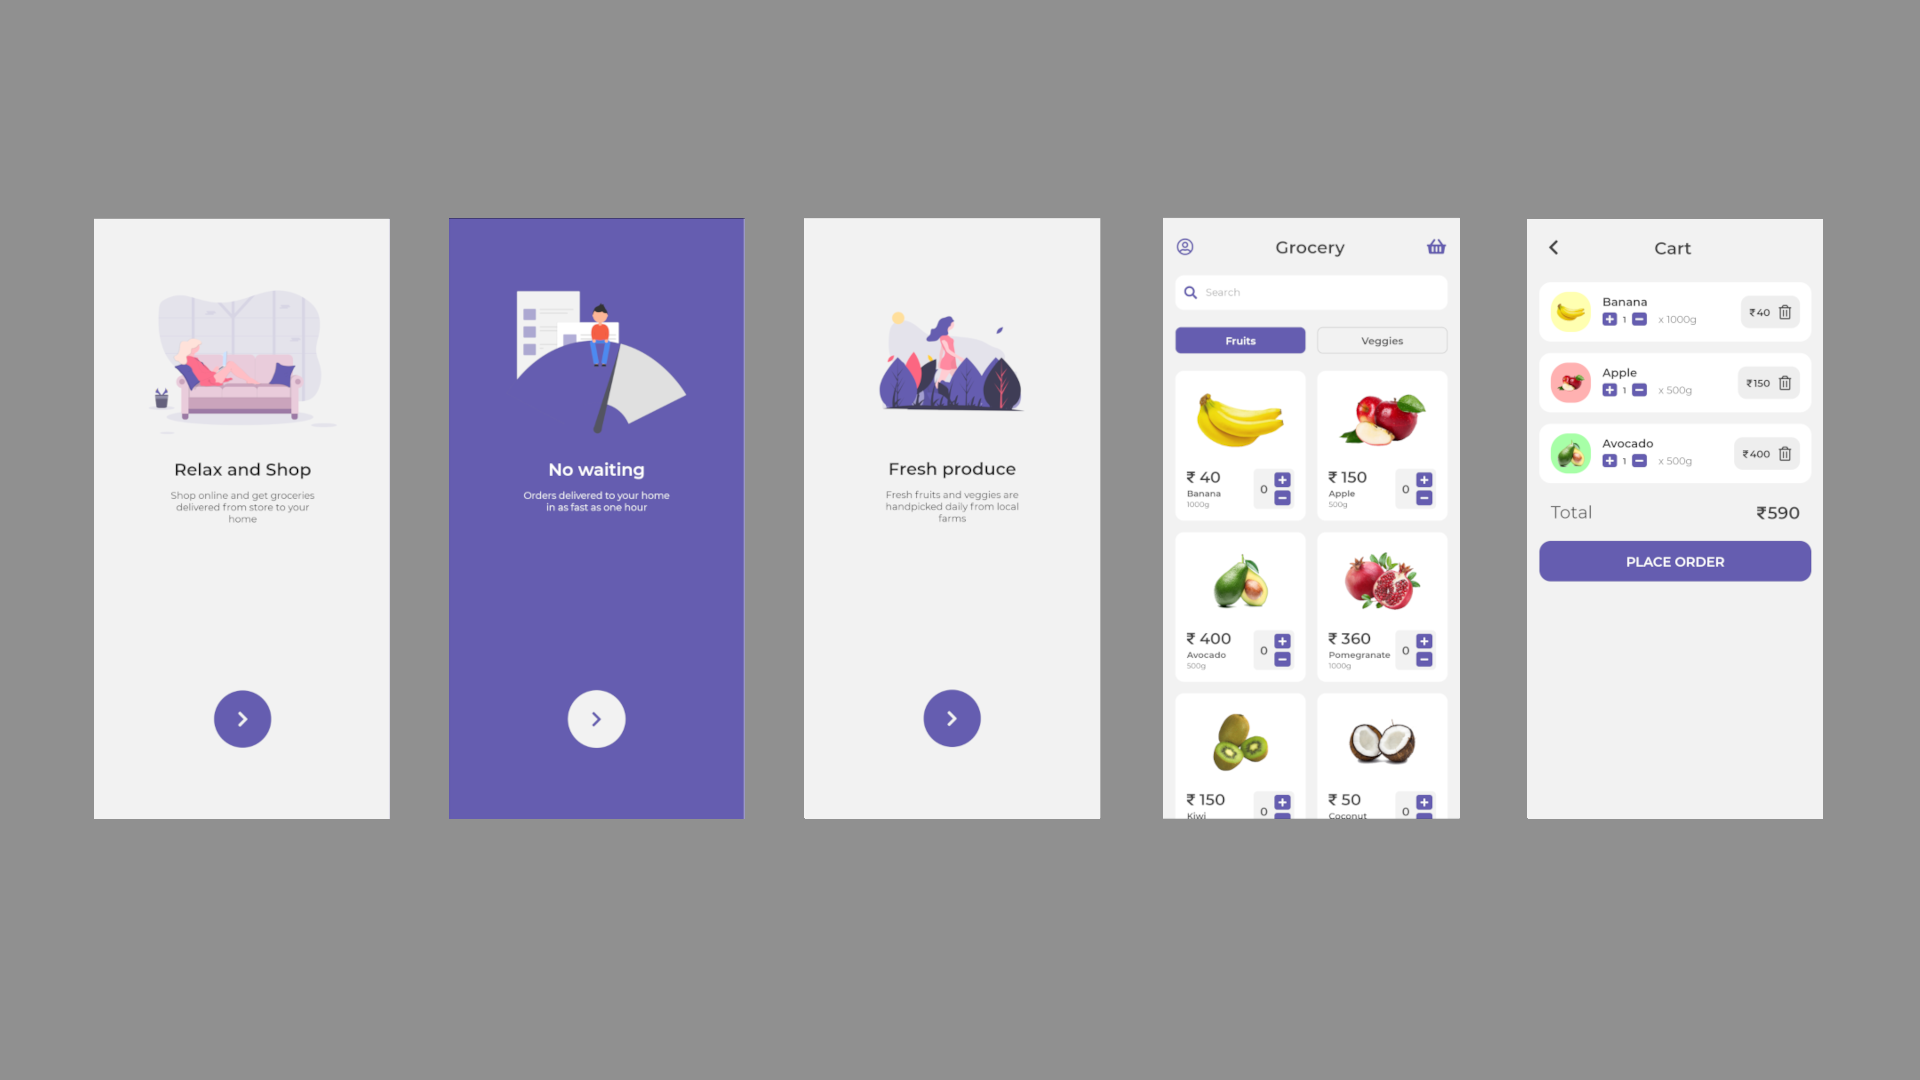 Relax and Shop
Shop online and get groceries
delivered from store to your
home
No waiting
Orders delivered to your home
in as fast as one hour
Fresh produce
Fresh fruits and veggies are
handpicked daily from local
farms
Grocery
Search
Fruits
Veggies
₹ 40
Banana
1000g
0
₹ 150
Apple
500g
0
₹ 400
Avocado
500g
0
₹ 360
Pomegranate
1000g
0
₹ 150
Kiwi
0
₹ 50
Coconut
0
Cart
Banana
1 x 1000g
₹40
Apple
1 x 500g
₹150
Avocado
1 x 500g
₹400
Total ₹590
PLACE ORDER